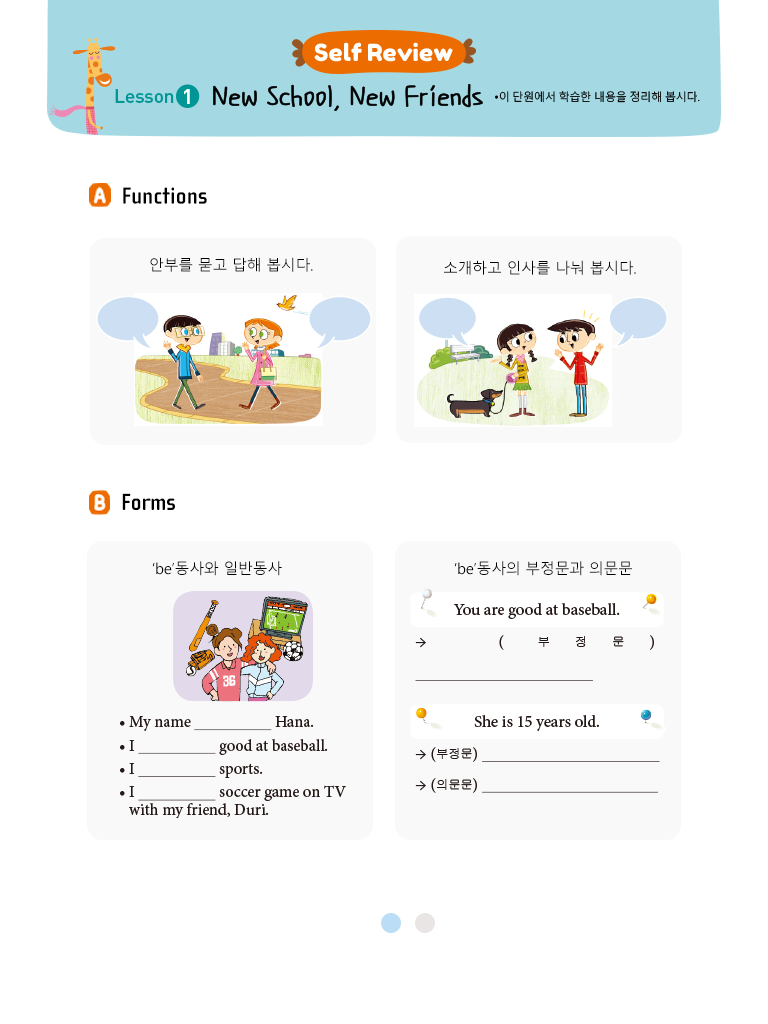 Self Review
Lesson 1 New School, New Friends •이 단원에서 학습한 내용을 정리해 봅시다.
A Functions
안부를 묻고 답해 봅시다.
소개하고 인사를 나눠 봅시다.
B Forms
'be'동사와 일반동사
36
• My name __________ Hana.
• I __________ good at baseball.
• I __________ sports.
• I __________ soccer game on TV
with my friend, Duri.
'be'동사의 부정문과 의문문
You are good at baseball.
→ ( 부 정 문 )
_______________________
She is 15 years old.
→ (부정문) _______________________
→ (의문문) _______________________